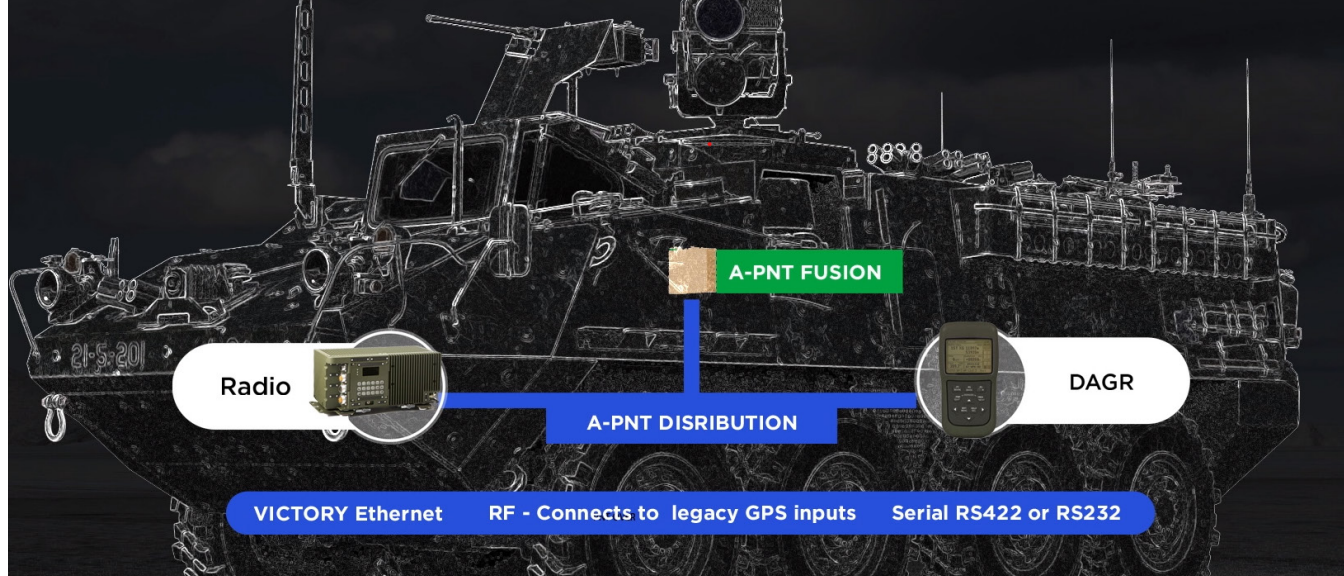 A-PNT FUSION
21-S-201
Radio
DAGR
A-PNT DISRIBUTION
VICTORY Ethernet RF - Connects to legacy GPS inputs Serial RS422 or RS232